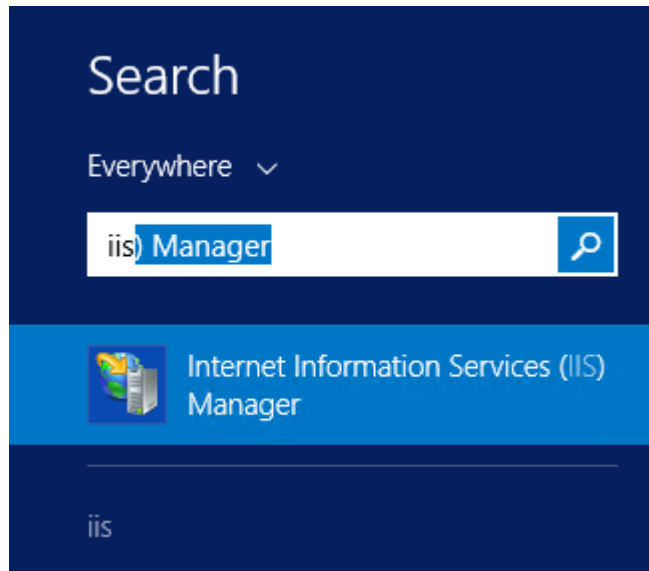 Search
Everywhere
iis) Manager
Internet Information Services (IIS)
Manager
iis